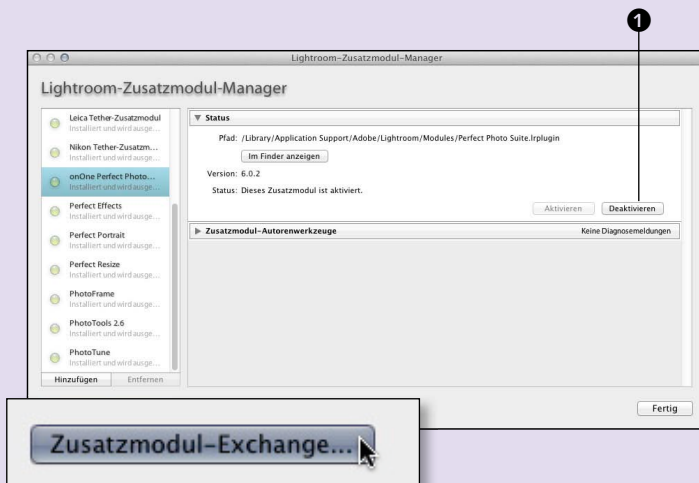 1
Lightroom-Zusatzmodul-Manager
Lightroom-Zusatzmodul-Manager
Leica Tether-Zusatzmodul
Installiert und wird ausge...
Nikon Tether-Zusatzm...
Installiert und wird ausge...
onOne Perfect Photo...
Installiert und wird ausge...
Perfect Effects
Installiert und wird ausge...
Perfect Portrait
Installiert und wird ausge...
Perfect Resize
Installiert und wird ausge...
PhotoFrame
Installiert und wird ausge...
PhotoTools 2.6
Installiert und wird ausge...
PhotoTune
Installiert und wird ausge...
Hinzufügen Entfernen
Status
Pfad: /Library/Application Support/Adobe/Lightroom/Modules/Perfect Photo Suite.lrplugin
Im Finder anzeigen
Version: 6.0.2
Status: Dieses Zusatzmodul ist aktiviert.
Aktivieren Deaktivieren
Zusatzmodul-Autorenwerkzeuge Keine Diagnosemeldungen
Fertig
Zusatzmodul-Exchange...